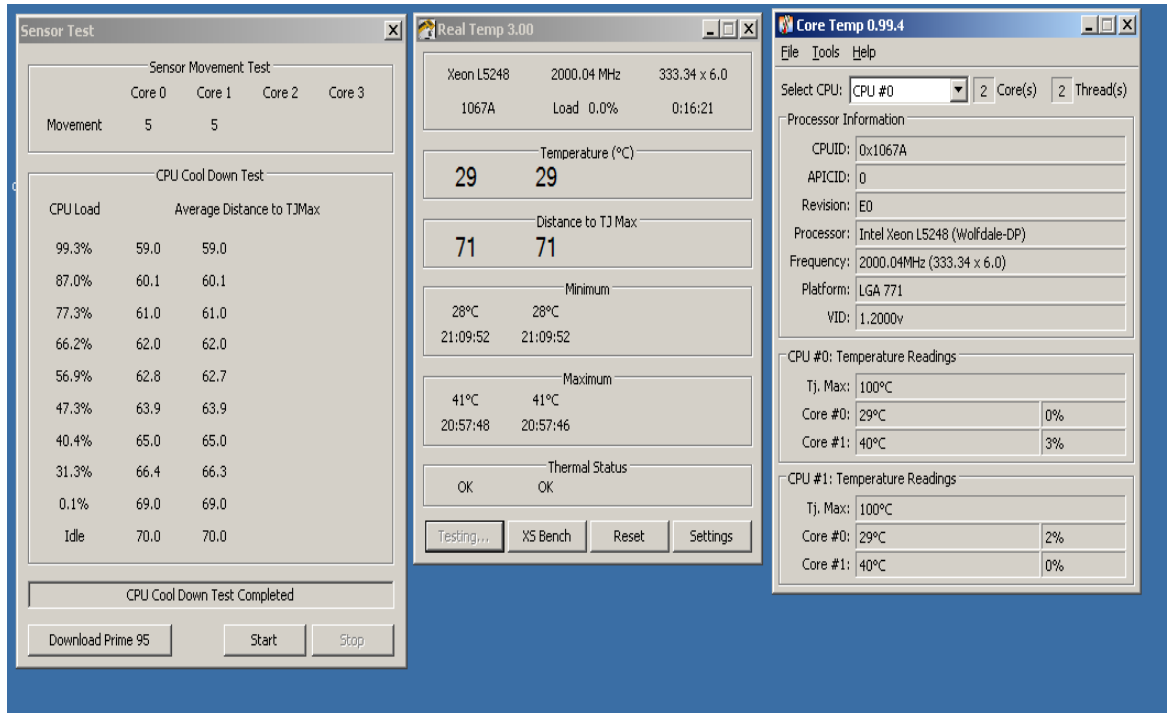 Sensor Test
Sensor Movement Test
Core 0 Core 1 Core 2 Core 3
Movement 5 5
CPU Cool Down Test
CPU Load Average Distance to TJMax
99.3% 59.0 59.0
87.0% 60.1 60.1
77.3% 61.0 61.0
66.2% 62.0 62.0
56.9% 62.8 62.7
47.3% 63.9 63.9
40.4% 65.0 65.0
31.3% 66.4 66.3
0.1% 69.0 69.0
Idle 70.0 70.0
CPU Cool Down Test Completed
Download Prime 95 Start Stop
Real Temp 3.00
Xeon L5248 2000.04 MHz 333.34 x 6.0
1067A Load 0.0% 0:16:21
Temperature (°C)
29 29
Distance to TJ Max
71 71
Minimum
28°C 28°C
21:09:52 21:09:52
Maximum
41°C 41°C
20:57:48 20:57:46
Thermal Status
OK OK
Testing... XS Bench Reset Settings
Core Temp 0.99.4
File Tools Help
Select CPU: CPU #0 2 Core(s) 2 Thread(s)
Processor Information
CPUID: 0x1067A
APICID: 0
Revision: E0
Processor: Intel Xeon L5248 (Wolfdale-DP)
Frequency: 2000.04MHz (333.34 x 6.0)
Platform: LGA 771
VID: 1.2000v
CPU #0: Temperature Readings
Tj. Max: 100°C
Core #0: 29°C 0%
Core #1: 40°C 3%
CPU #1: Temperature Readings
Tj. Max: 100°C
Core #0: 29°C 2%
Core #1: 40°C 0%